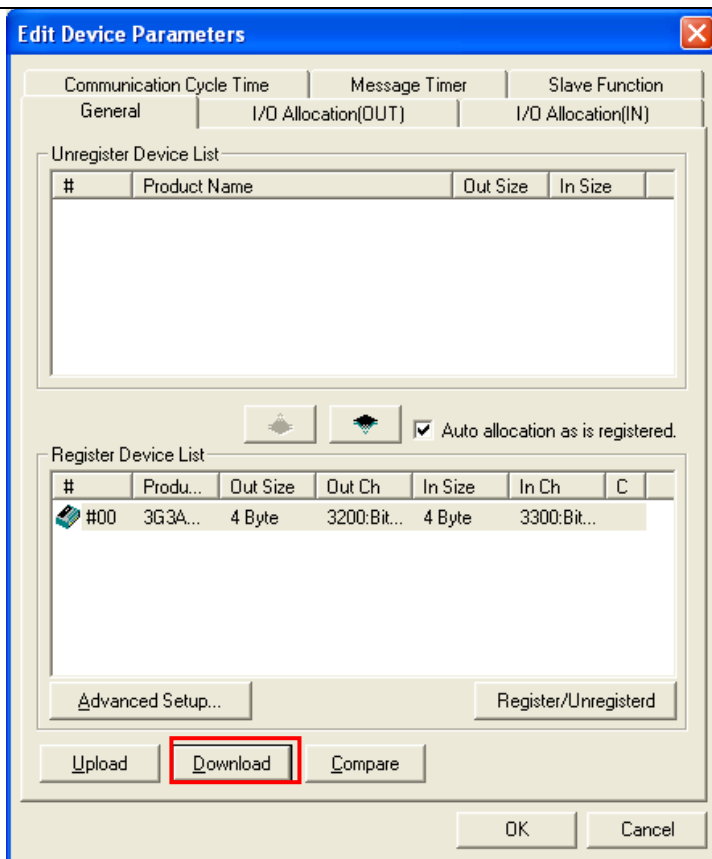 Edit Device Parameters
Communication Cycle Time Message Timer Slave Function
General I/O Allocation(OUT) I/O Allocation(IN)
Unregister Device List
# Product Name Out Size In Size
Auto allocation as is registered.
Register Device List
# Produ... Out Size Out Ch In Size In Ch C
#00 3G3A... 4 Byte 3200:Bit... 4 Byte 3300:Bit...
Advanced Setup... Register/Unregisterd
Upload Download Compare
OK Cancel